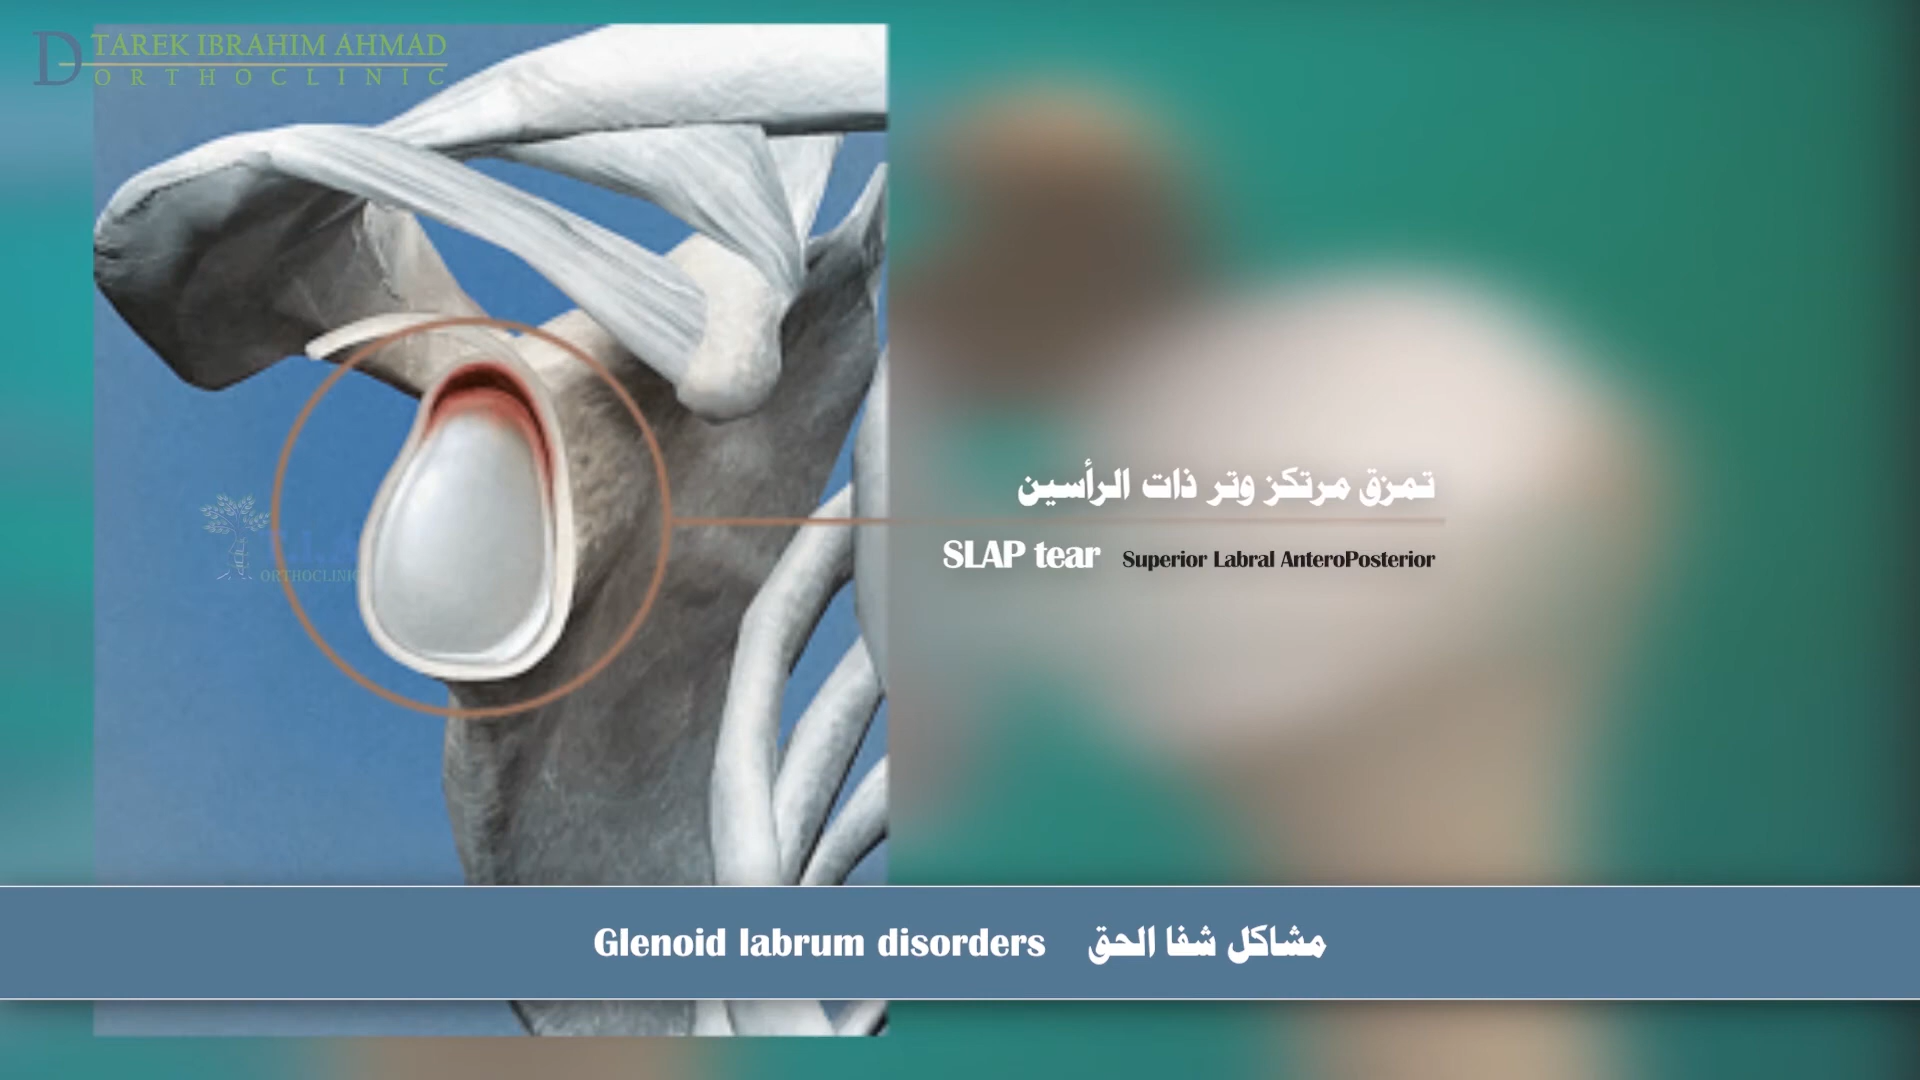 D TAREK IBRAHIM AHMAD
ORTHOCLINIC
تمزق مرتكز وتر ذات الرأسين
SLAP tear Superior Labral AnteroPosterior
ORTHOCLINIC
Glenoid labrum disorders مشاكل شفا الحق